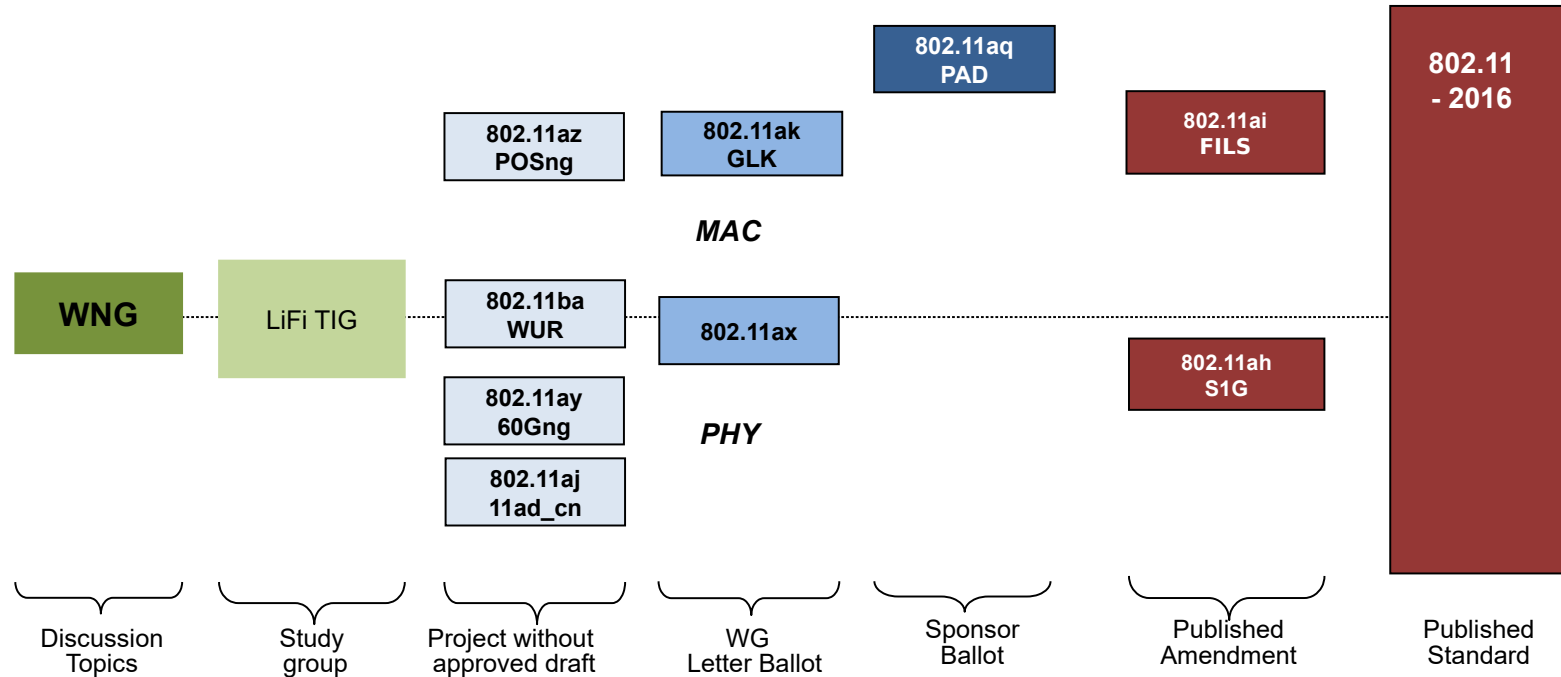 802.11aq
PAD
802.11
- 2016
802.11az
POSng
802.11ak
GLK
802.11ai
FILS
MAC
WNG
LiFi TIG
802.11ba
WUR
802.11ax
802.11ah
S1G
802.11ay
60Gng
PHY
802.11aj
11ad_cn
Discussion
Topics
Study
group
Project without
approved draft
WG
Letter Ballot
Sponsor
Ballot
Published
Amendment
Published
Standard